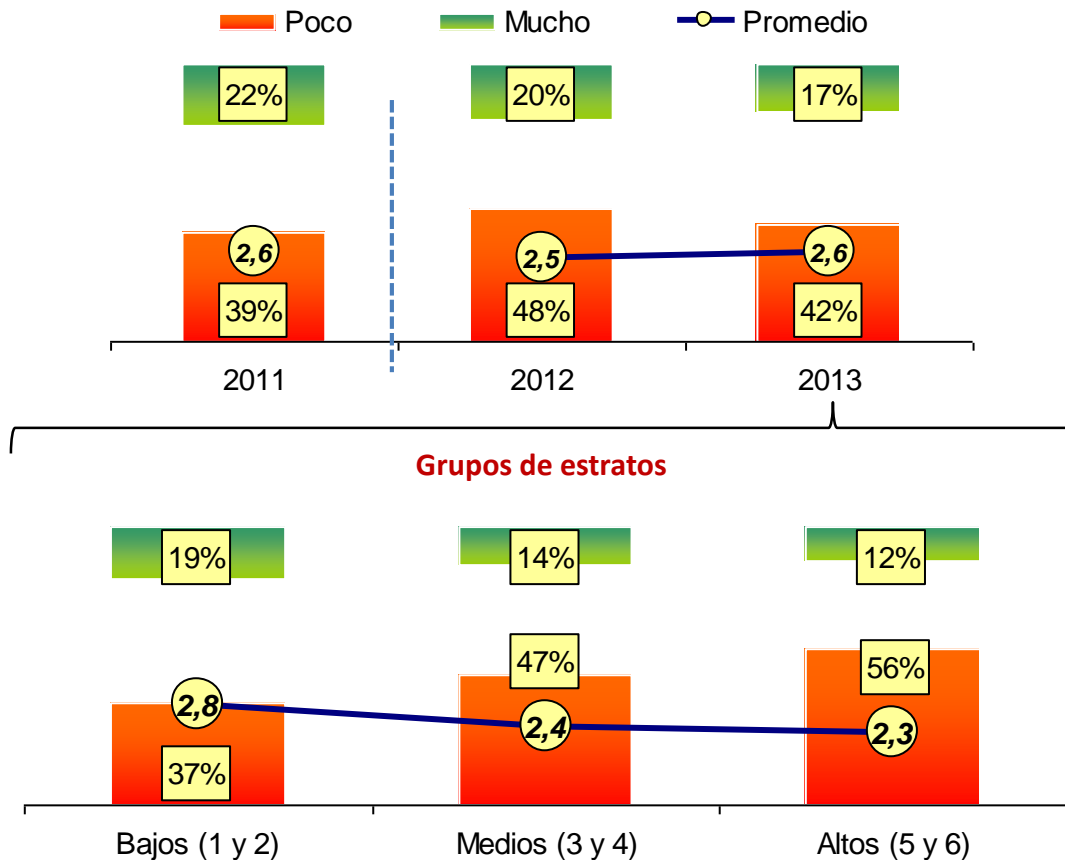 Poco Mucho Promedio
22% 20% 17%
2,6 2,5 2,6
39% 48% 42%
2011 2012 2013
Grupos de estratos
19% 14% 12%
47% 56%
2,8 2,4 2,3
37%
Bajos (1 y 2) Medios (3 y 4) Altos (5 y 6)